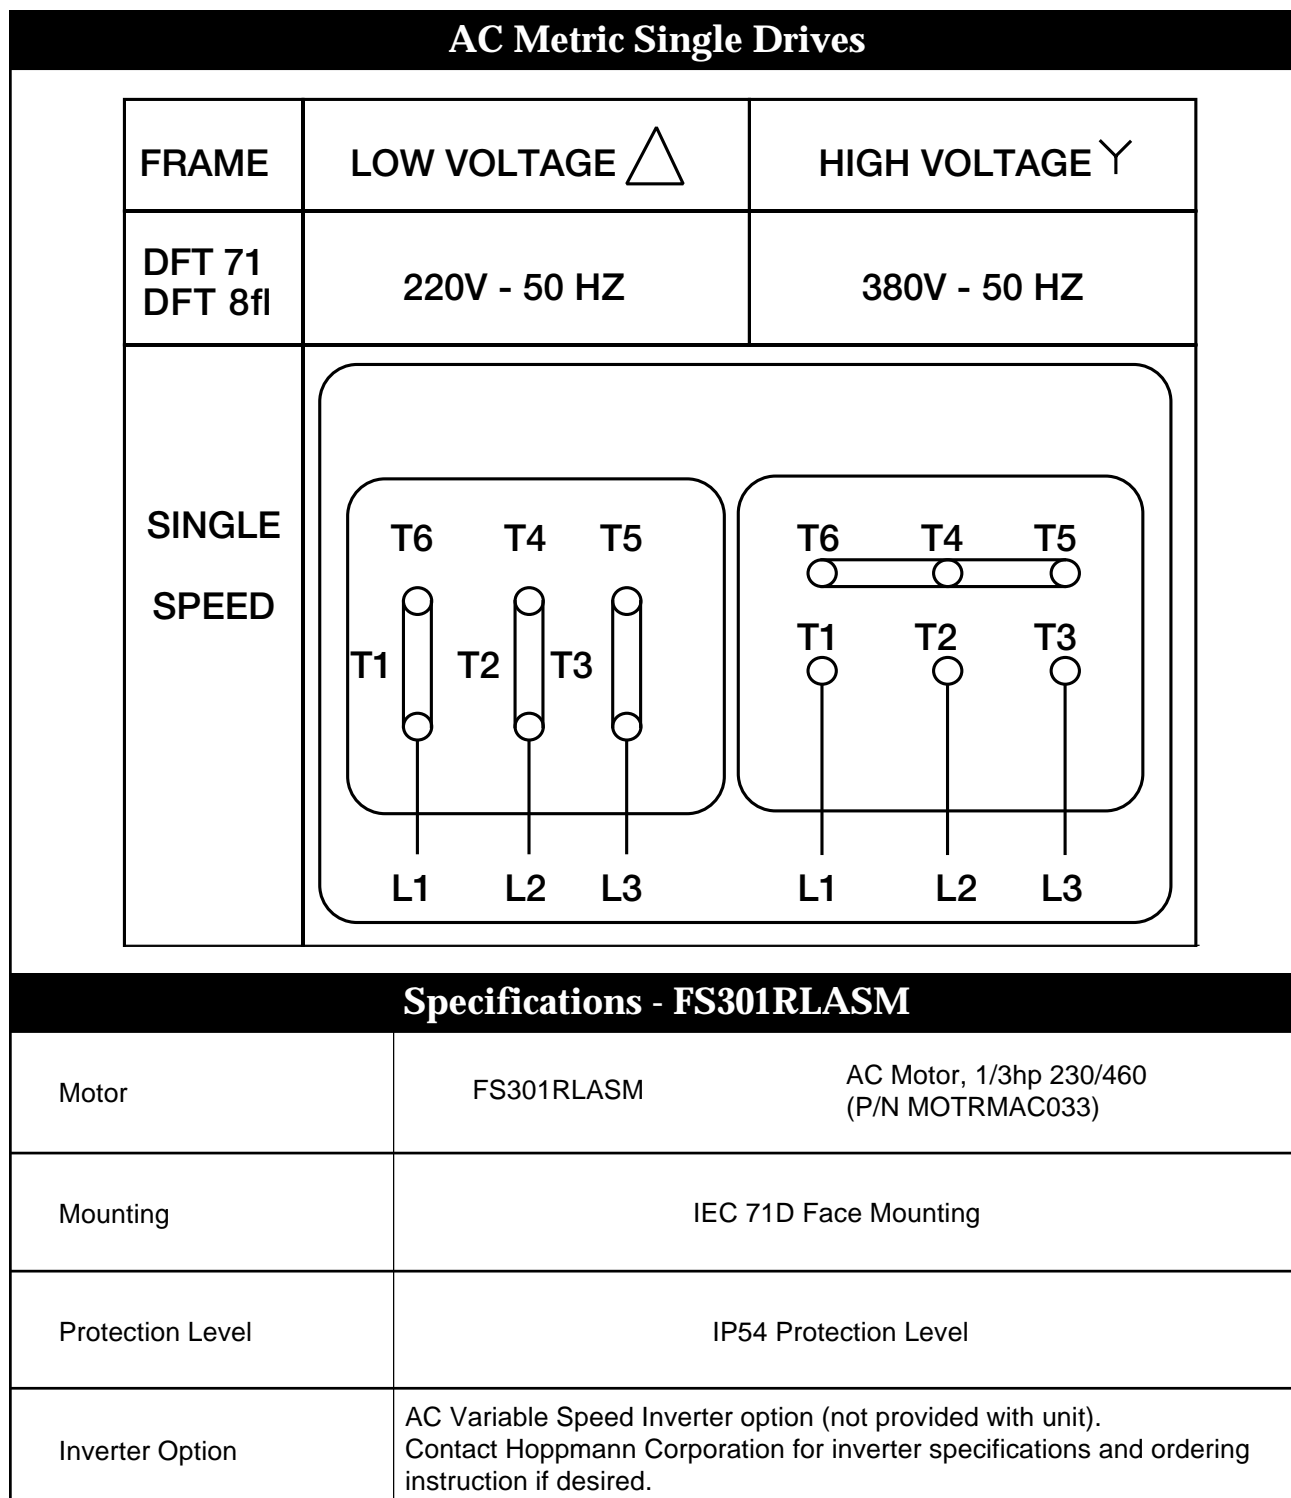 AC Metric Single Drives
FRAME LOW VOLTAGE HIGH VOLTAGE
DFT 71
DFT 8fl
220V - 50 HZ 380V - 50 HZ
SINGLE
SPEED
T6 T4 T5
T1 T2 T3
L1 L2 L3
T6 T4 T5
T1 T2 T3
L1 L2 L3
Specifications - FS301RLASM
Motor
FS301RLASM
AC Motor, 1/3hp 230/460
(P/N MOTRMAC033)
Mounting
IEC 71D Face Mounting
Protection Level
IP54 Protection Level
Inverter Option
AC Variable Speed Inverter option (not provided with unit).
Contact Hoppmann Corporation for inverter specifications and ordering
instruction if desired.